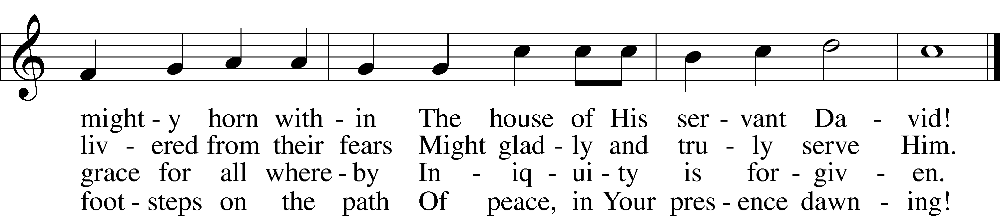 might - y horn with - in The house of His ser - vant Da - vid!
liv - ered from their fears Might glad - ly and tru - ly serve Him.
grace for all where - by In - iq - ui - ty is for - giv - en.
foot - steps on the path Of peace, in Your pres - ence dawn - ing!